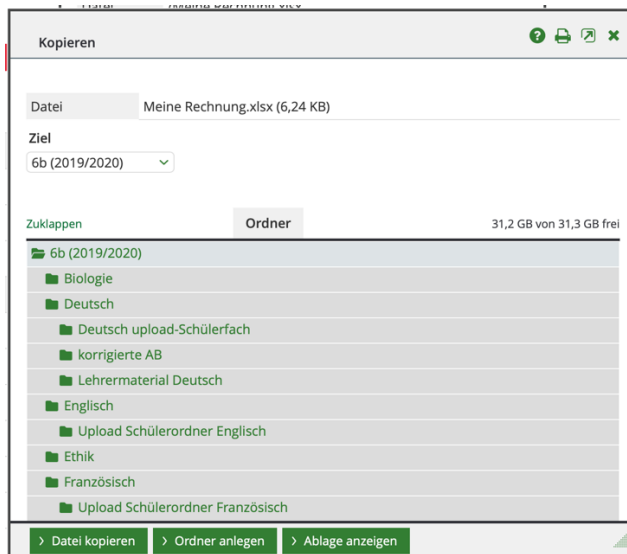 Kopieren
Datei Meine Rechnung.xlsx (6,24 KB)
Ziel
6b (2019/2020)
Zuklappen Ordner 31,2 GB von 31,3 GB frei
6b (2019/2020)
Biologie
Deutsch
Deutsch upload-Schülerfach
korrigierte AB
Lehrermaterial Deutsch
Englisch
Upload Schülerordner Englisch
Ethik
Französisch
Upload Schülerordner Französisch
> Datei kopieren > Ordner anlegen > Ablage anzeigen